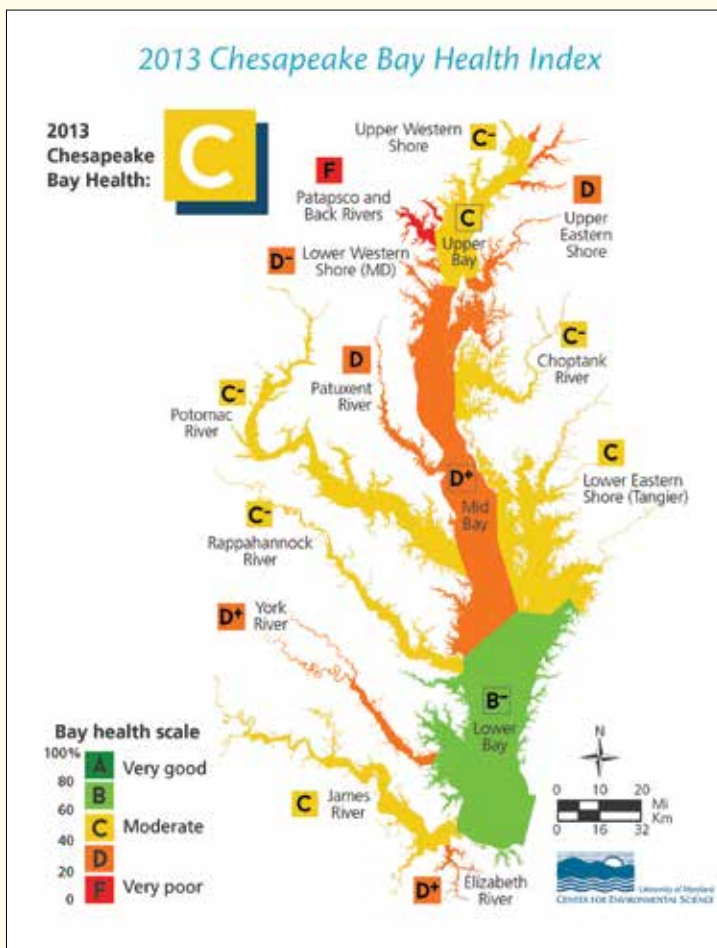 2013 Chesapeake Bay Health Index
2013
Chesapeake
Bay Health:
C
Upper Western
Shore
C-
F
Patapsco and
Back Rivers
D
Upper
Eastern
Shore
C
Upper
Bay
D-
Lower Western
Shore (MD)
C-
Choptank
River
D
Patuxent
River
C-
Potomac
River
C
Lower Eastern
Shore (Tangier)
D+
Mid
Bay
C-
Rappahannock
River
D+
York
River
B-
Lower
Bay
C
James
River
D+
Elizabeth
River
Bay health scale
100%
80
60
40
20
0
A Very good
B
C Moderate
D
F Very poor
N
0 10 20
Mi
Km
0 16 32
University of Maryland
CENTER FOR ENVIRONMENTAL SCIENCE